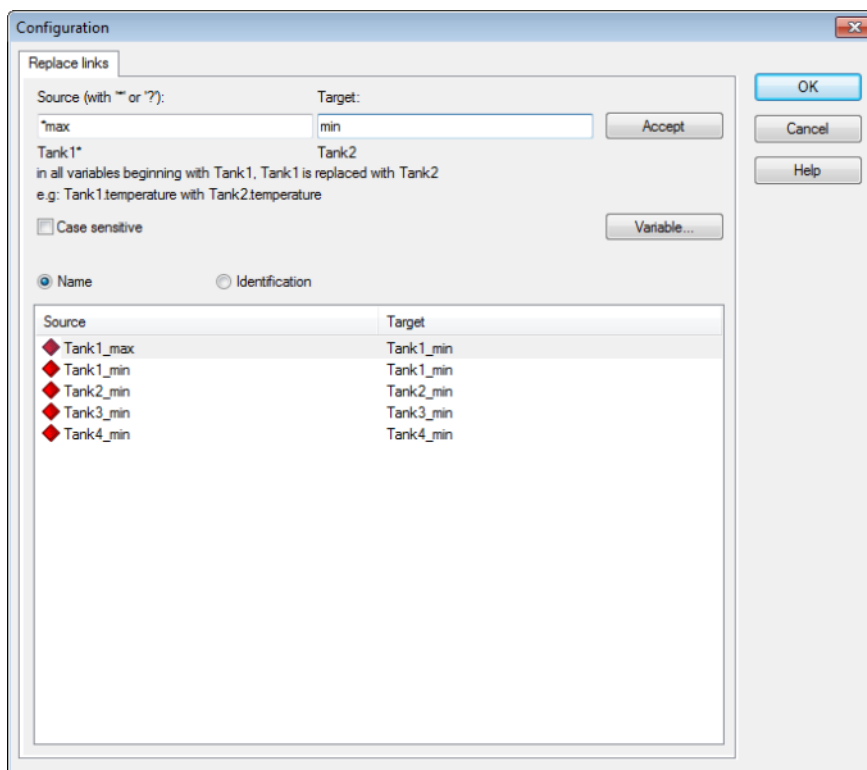 Configuration
Replace links
Source (with '*' or '?'):	Target:
*max	min	Accept
Tank1*	Tank2
in all variables beginning with Tank1, Tank1 is replaced with Tank2
e.g: Tank1.temperature with Tank2.temperature
Case sensitive	Variable...
Name	Identification
Source	Target
Tank1_max	Tank1_min
Tank1_min	Tank1_min
Tank2_min	Tank2_min
Tank3_min	Tank3_min
Tank4_min	Tank4_min
OK
Cancel
Help